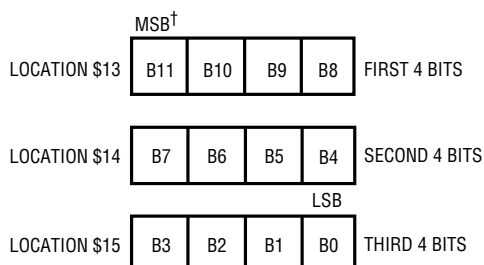 MSB†
LOCATION $13 B11 B10 B9 B8 FIRST 4 BITS
LOCATION $14 B7 B6 B5 B4 SECOND 4 BITS
LSB
LOCATION $15 B3 B2 B1 B0 THIRD 4 BITS